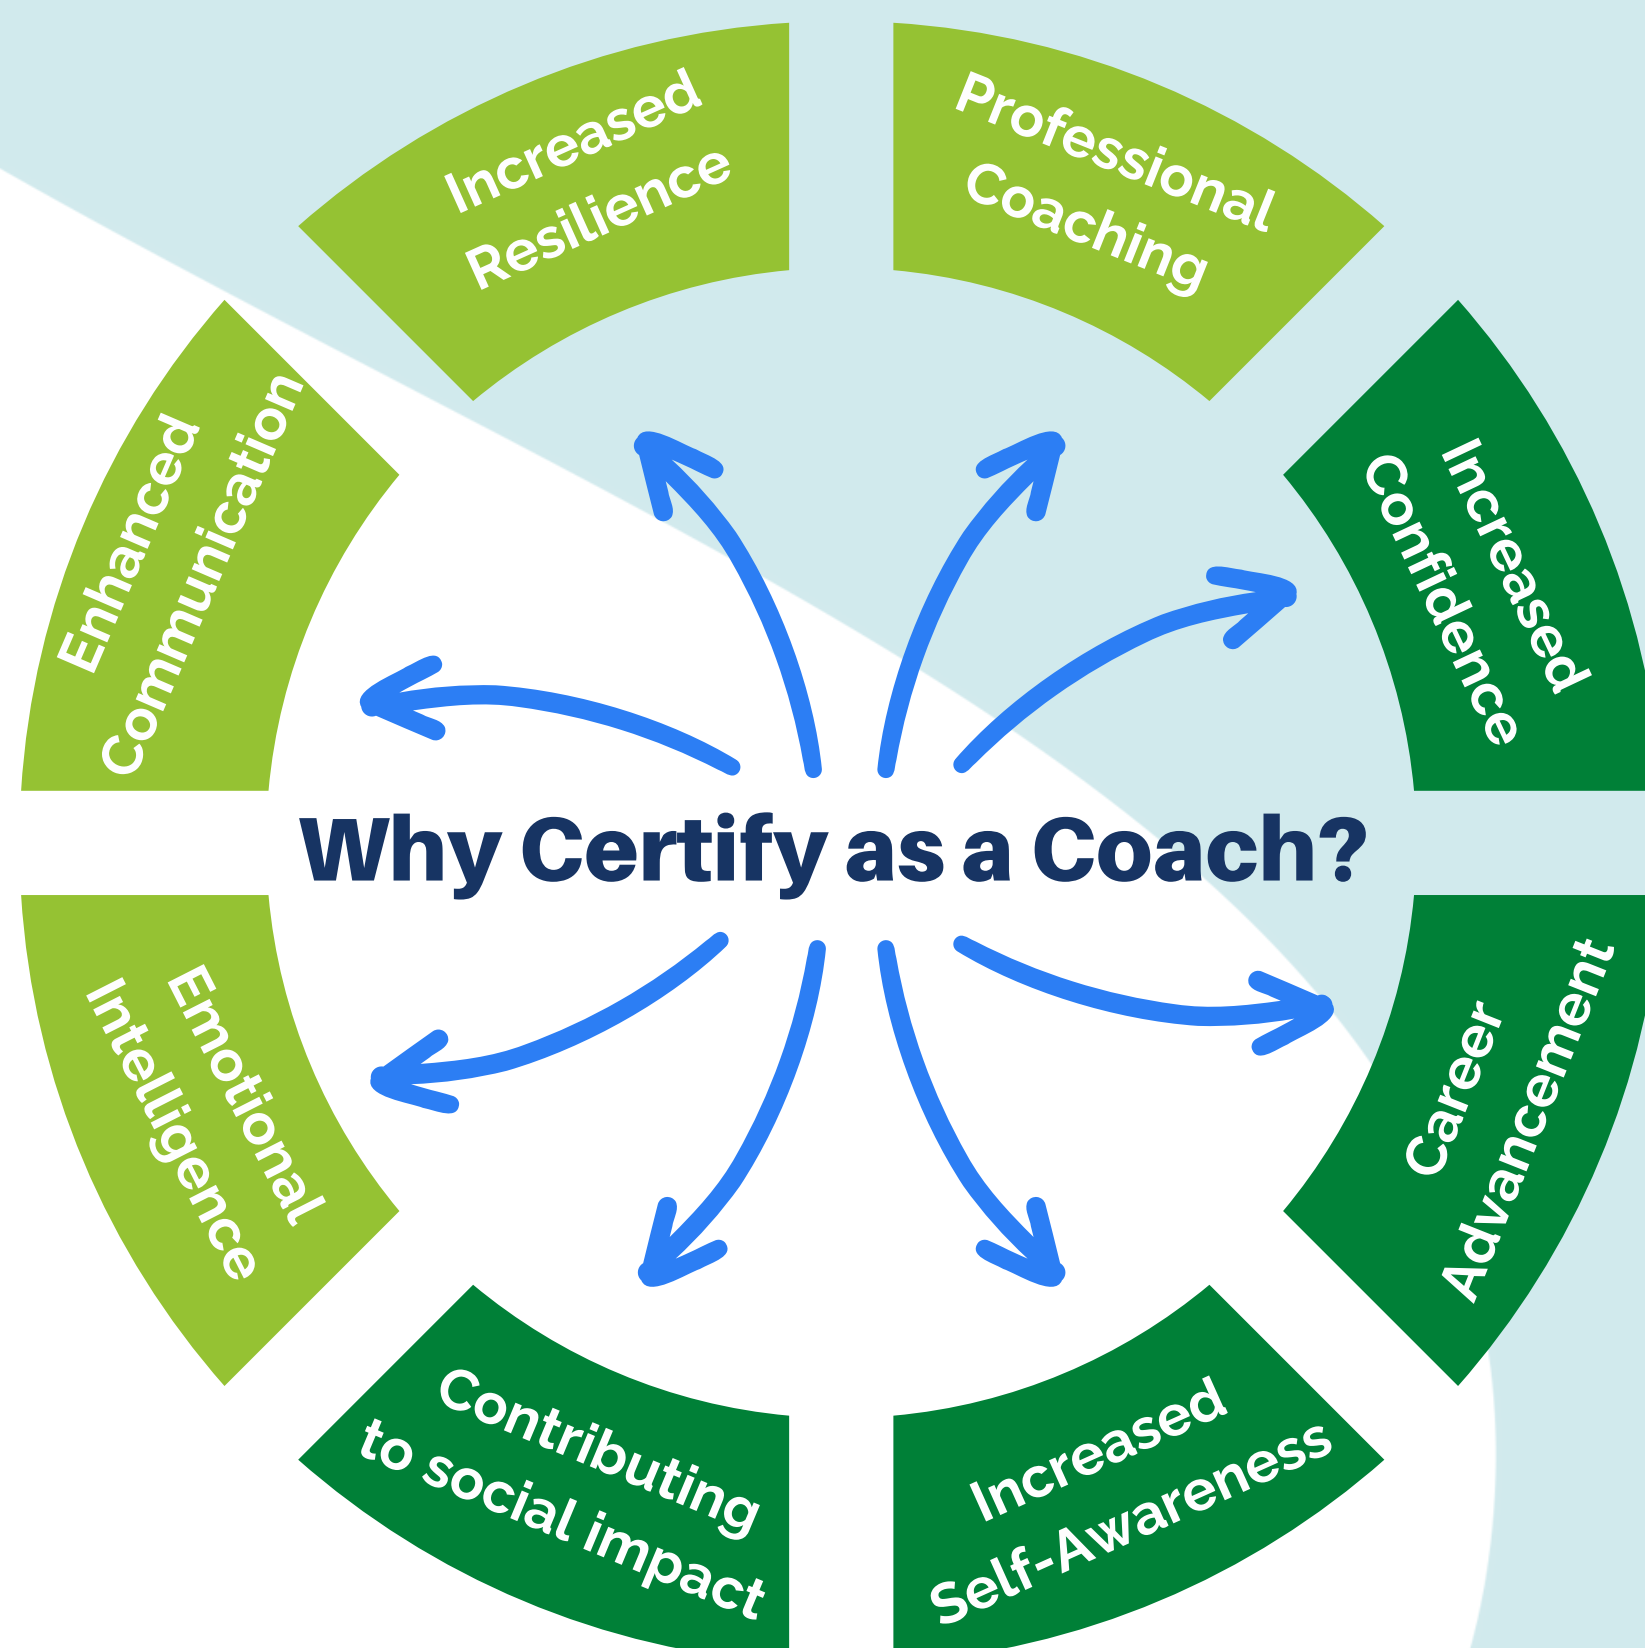 Increased
Resilience
Professional
Coaching
Enhanced
Communication
Increased
Confidence
Why Certify as a Coach?
Emotional
Intelligence
Career
Advancement
Contributing
to social impact
Increased
Self-Awareness